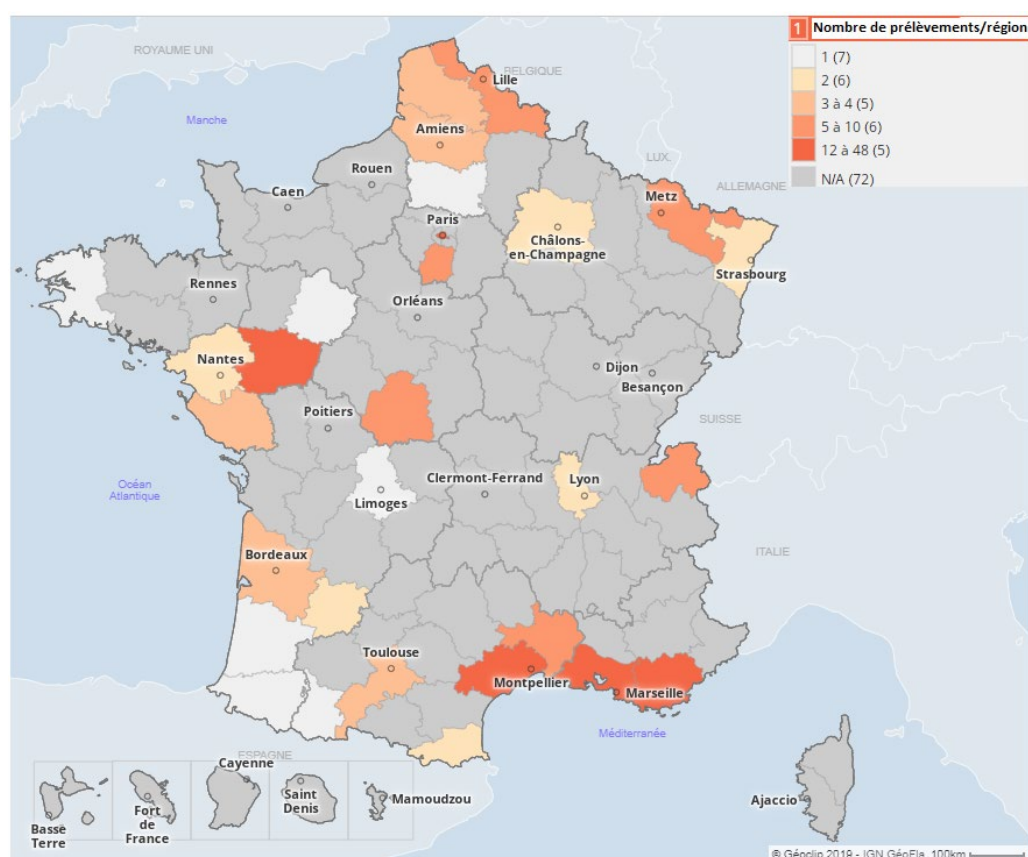 1 Nombre de prélèvements/région
1 (7)
2 (6)
3 à 4 (5)
5 à 10 (6)
12 à 48 (5)
N/A (72)
ROYAUME UNI
BELGIQUE
Lille
Manche
Amiens
LUX.
Rouen
ALLEMAGNE
Caen
Metz
Paris
Châlons-
en-Champagne
Strasbourg
Rennes
Orléans
Nantes
Dijon
Besançon
Poitiers
SUISSE
Clermont-Ferrand
Lyon
Océan
Atlantique
Limoges
ITALIE
Bordeaux
Toulouse
Montpellier
Marseille
Méditerranée
ESPAGNE
Cayenne
Saint
Denis
Mamoudzou
Fort
de
France
Basse
Terre
Ajaccio
© Géoclip 2019 - IGN GéoFla 100km